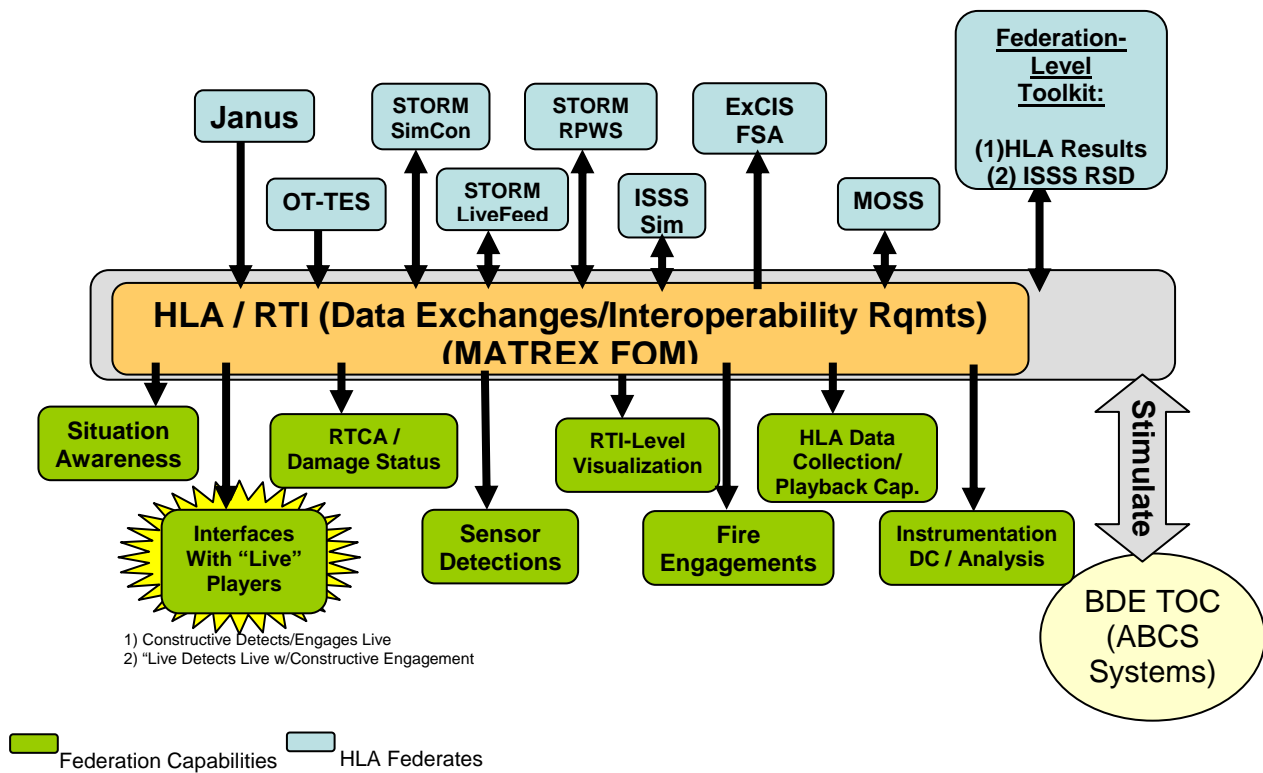 Federation-
Level
Toolkit:
(1)HLA Results
(2) ISSS RSD
Janus
STORM
SimCon
STORM
RPWS
ExCIS
FSA
OT-TES
STORM
LiveFeed
ISSS
Sim
MOSS
HLA / RTI (Data Exchanges/Interoperability Rqmts)
(MATREX FOM)
Stimulate
Situation
Awareness
RTCA /
Damage Status
RTI-Level
Visualization
HLA Data
Collection/
Playback Cap.
Interfaces
With “Live”
Players
Sensor
Detections
Fire
Engagements
Instrumentation
DC / Analysis
BDE TOC
(ABCS
Systems)
1) Constructive Detects/Engages Live
2) “Live Detects Live w/Constructive Engagement
Federation Capabilities
HLA Federates